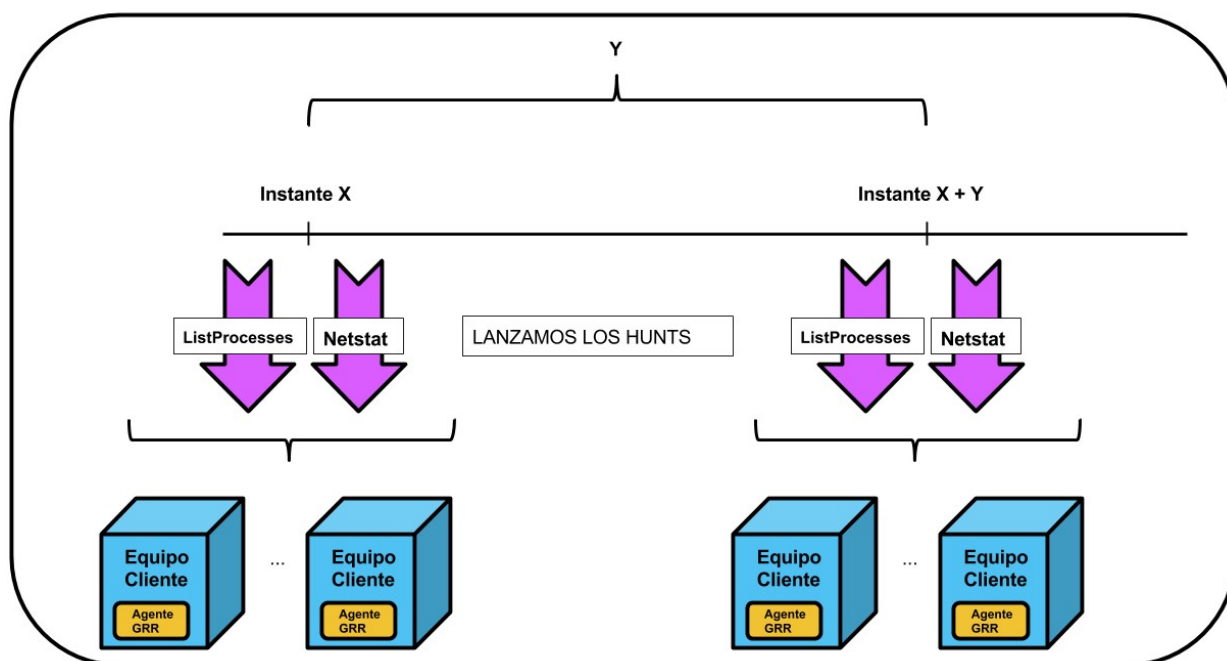 Y
Instante X
Instante X + Y
ListProcesses
Netstat
LANZAMOS LOS HUNTS
ListProcesses
Netstat
Equipo
Cliente
Agente
GRR
...
Equipo
Cliente
Agente
GRR
Equipo
Cliente
Agente
GRR
...
Equipo
Cliente
Agente
GRR